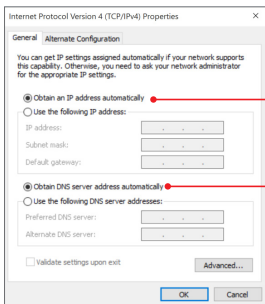 Internet Protocol Version 4 (TCP/IPv4) Properties
General
Alternate Configuration
You can get IP settings assigned automatically if your network supports
this capability. Otherwise, you need to ask your network administrator
for the appropriate IP settings.
Obtain an IP address automatically
Use the following IP address:
IP address:
Subnet mask:
Default gateway:
Obtain DNS server address automatically
Use the following DNS server addresses:
Preferred DNS server:
Alternate DNS server:
Validate settings upon exit
Advanced...
OK
Cancel